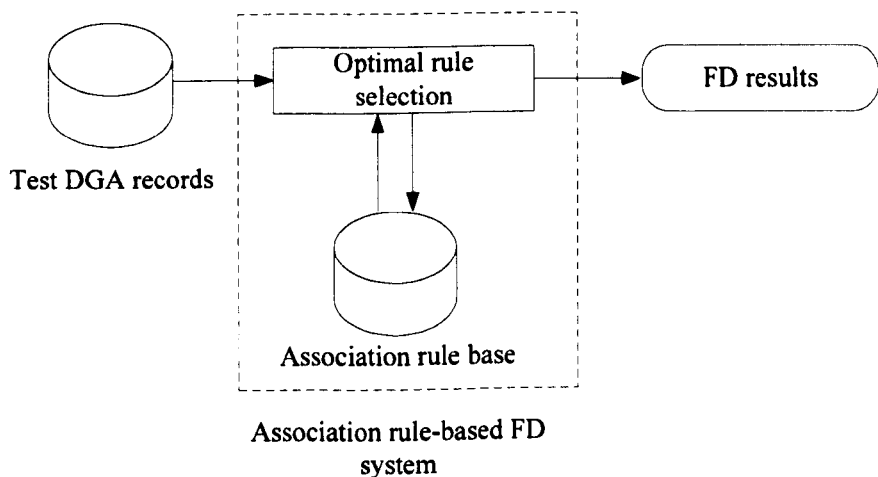 Optimal rule
selection
FD results
Test DGA records
Association rule base
Association rule-based FD
system